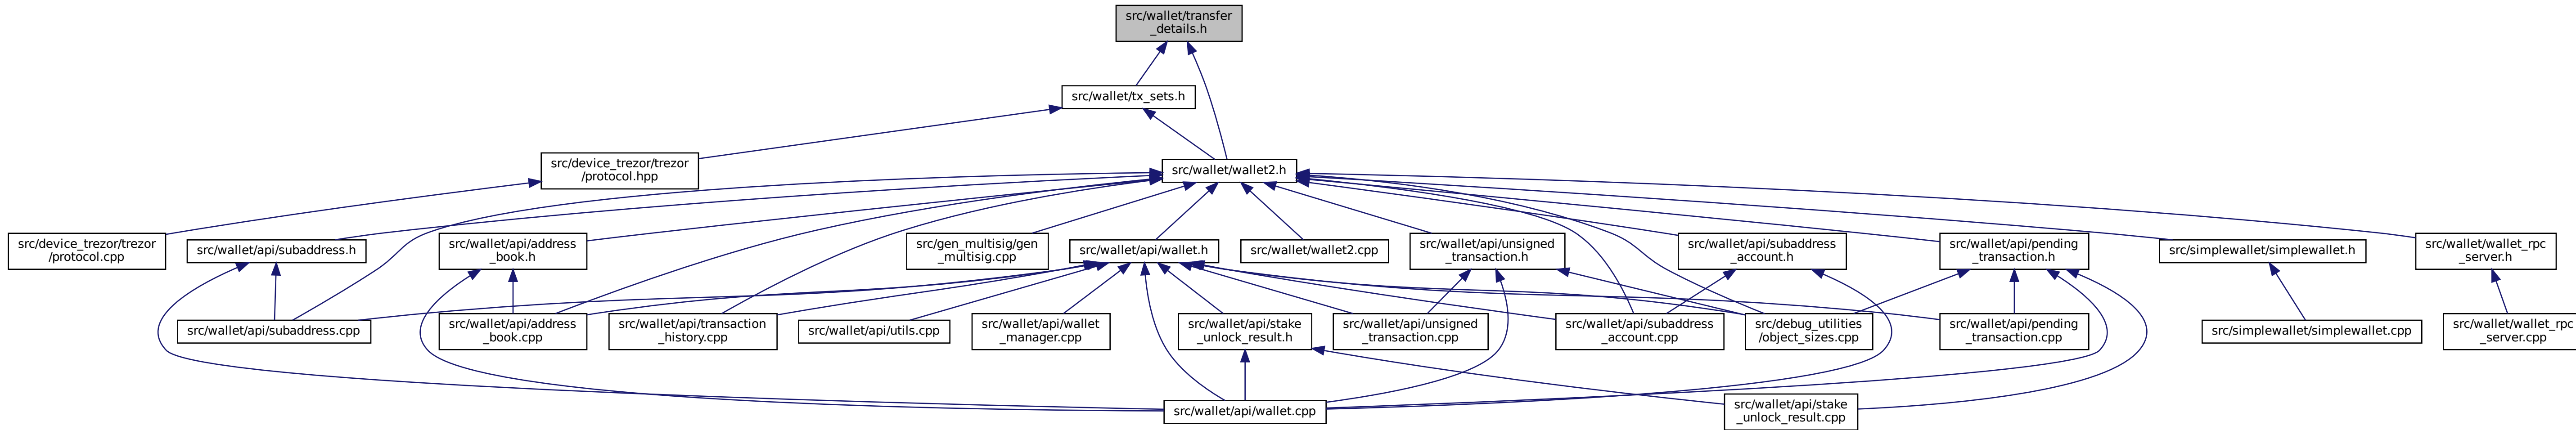 src/wallet/transfer
_details.h
src/wallet/tx_sets.h
src/device_trezor/trezor
/protocol.hpp
src/wallet/wallet2.h
src/device_trezor/trezor
/protocol.cpp
src/wallet/api/subaddress.h
src/wallet/api/address
_book.h
src/gen_multisig/gen
_multisig.cpp
src/wallet/api/wallet.h
src/wallet/wallet2.cpp
src/wallet/api/unsigned
_transaction.h
src/wallet/api/subaddress
_account.h
src/wallet/api/pending
_transaction.h
src/simplewallet/simplewallet.h
src/wallet/wallet_rpc
_server.h
src/wallet/api/subaddress.cpp
src/wallet/api/address
_book.cpp
src/wallet/api/transaction
_history.cpp
src/wallet/api/utils.cpp
src/wallet/api/wallet
_manager.cpp
src/wallet/api/stake
_unlock_result.h
src/wallet/api/unsigned
_transaction.cpp
src/wallet/api/subaddress
_account.cpp
src/debug_utilities
/object_sizes.cpp
src/wallet/api/pending
_transaction.cpp
src/simplewallet/simplewallet.cpp
src/wallet/wallet_rpc
_server.cpp
src/wallet/api/wallet.cpp
src/wallet/api/stake
_unlock_result.cpp